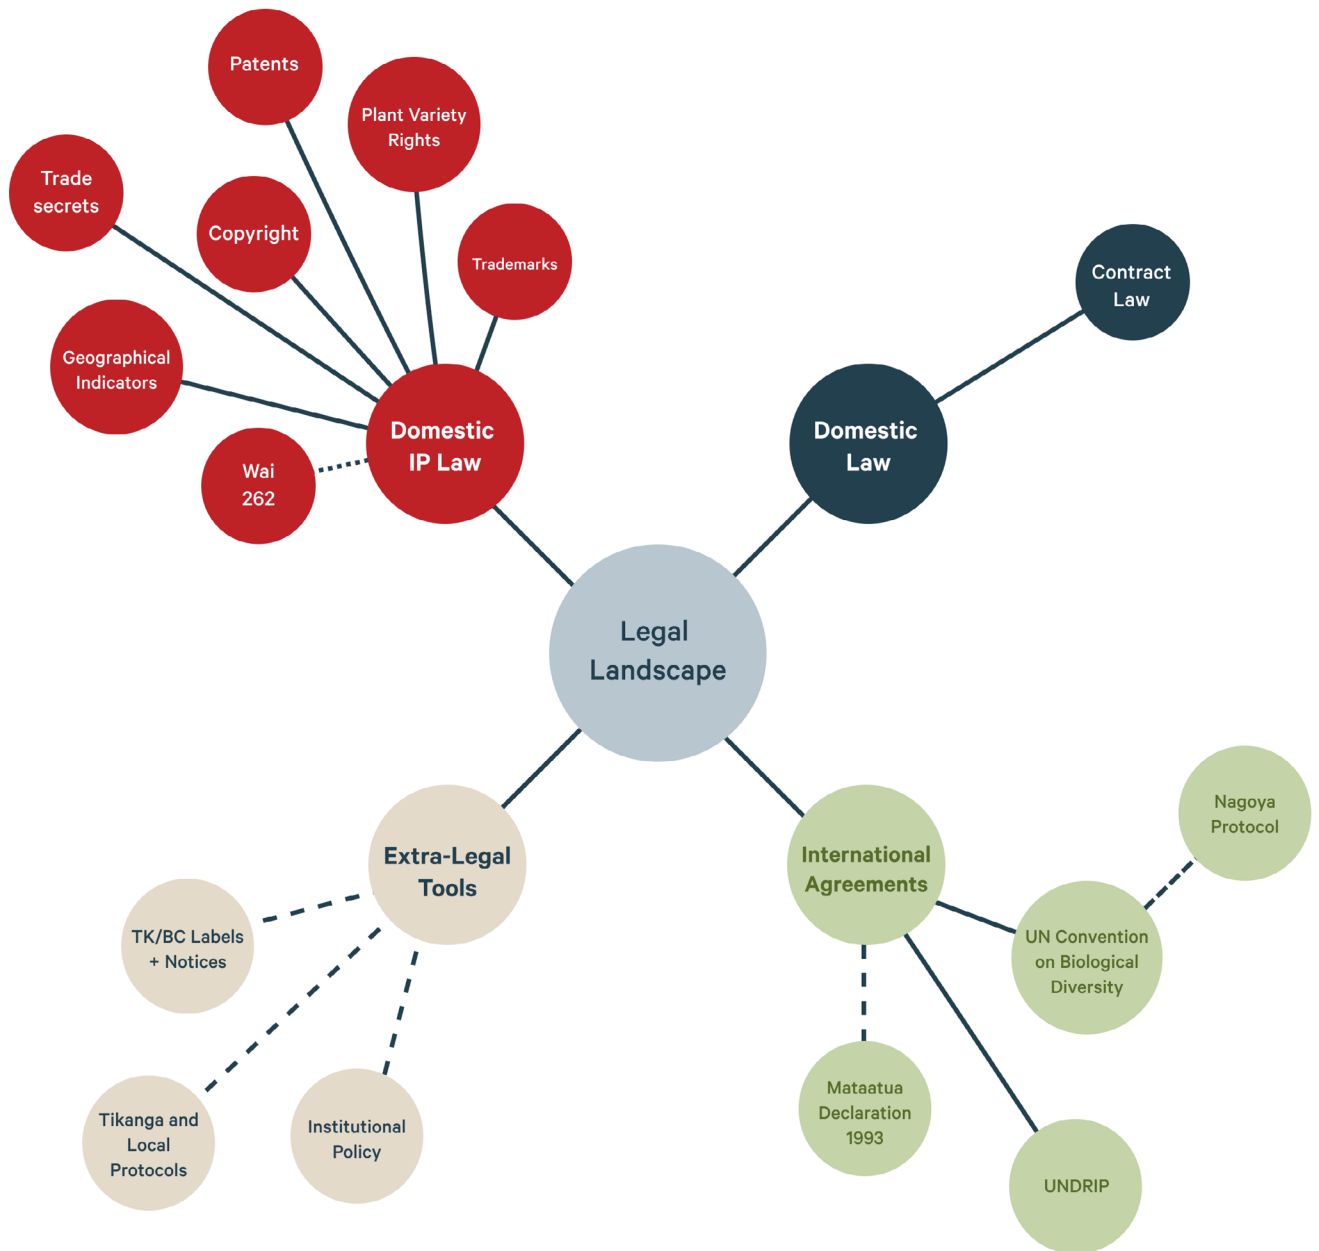 Patents
Plant Variety
Rights
Trade
secrets
Copyright
Trademarks
Geographical
Indicators
Wai
262
Domestic
IP Law
Domestic
Law
Contract
Law
Legal
Landscape
Extra-Legal
Tools
TK/BC Labels
+ Notices
Tikanga and
Local
Protocols
Institutional
Policy
International
Agreements
Nagoya
Protocol
UN Convention
on Biological
Diversity
Mataatua
Declaration
1993
UNDRIP